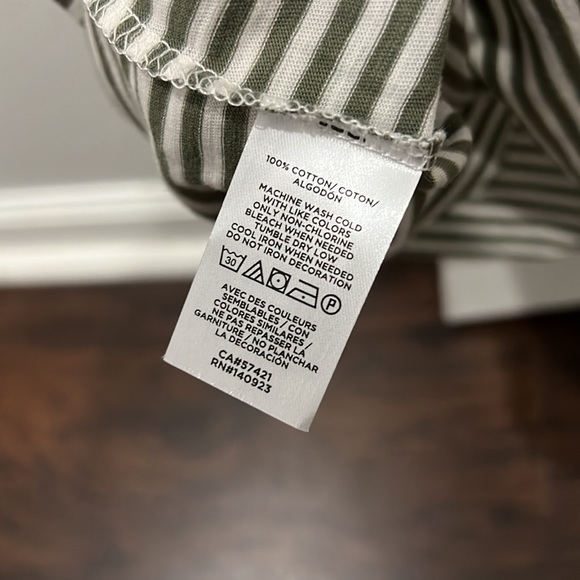 100% COTTON/ COTON/
ALGODÓN
MACHINE WASH COLD
WITH LIKE COLORS
ONLY NON-CHLORINE
BLEACH WHEN NEEDED
TUMBLE DRY LOW
COOL IRON WHEN NEEDED
DO NOT IRON DECORATION
30 P
AVEC DES COULEURS
SEMBLABLES / CON
COLORES SIMILARES /
NE PAS REPASSER LA
GARNITURE / NO PLANCHAR
LA DECORACIÓN
CA#57421
RN#140923